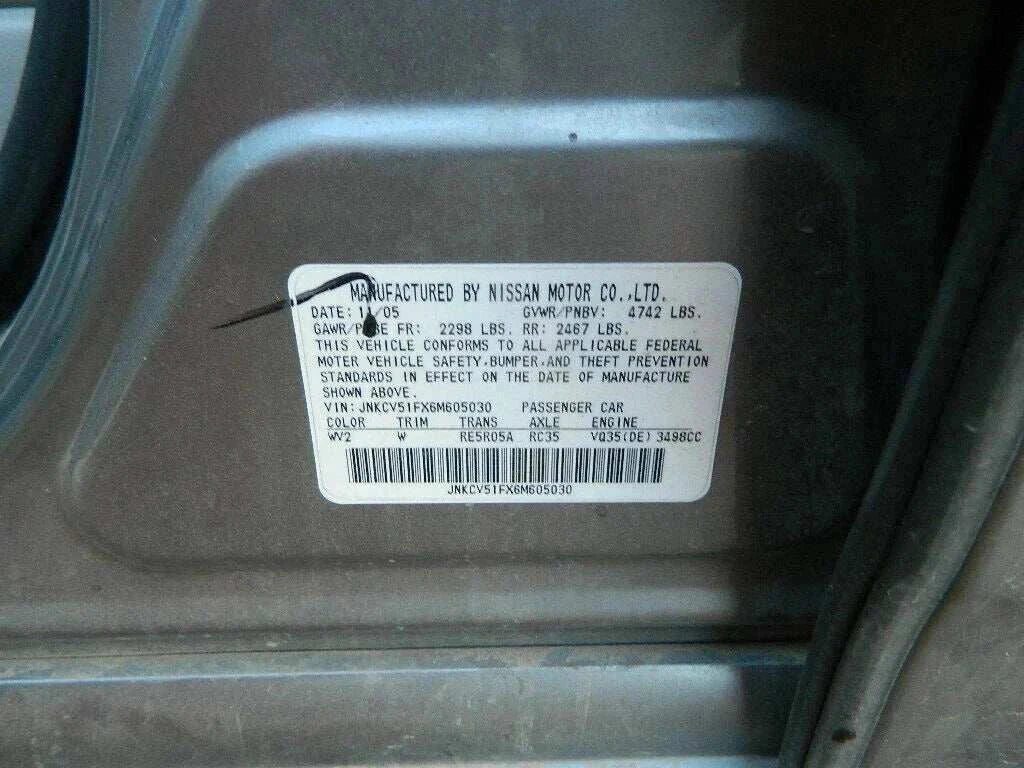 MANUFACTURED BY NISSAN MOTOR CO.,LTD.
DATE: 11/05 GVWR/PNBV: 4742 LBS.
GAWR/PNBE FR: 2298 LBS. RR: 2467 LBS.
THIS VEHICLE CONFORMS TO ALL APPLICABLE FEDERAL
MOTER VEHICLE SAFETY,BUMPER,AND THEFT PREVENTION
STANDARDS IN EFFECT ON THE DATE OF MANUFACTURE
SHOWN ABOVE.
VIN: JNKCV51FX6M605030 PASSENGER CAR
COLOR TRIM TRANS AXLE ENGINE
WV2 W RE5R05A RC35 VQ35(DE) 3498CC
JNKCV51FX6M605030